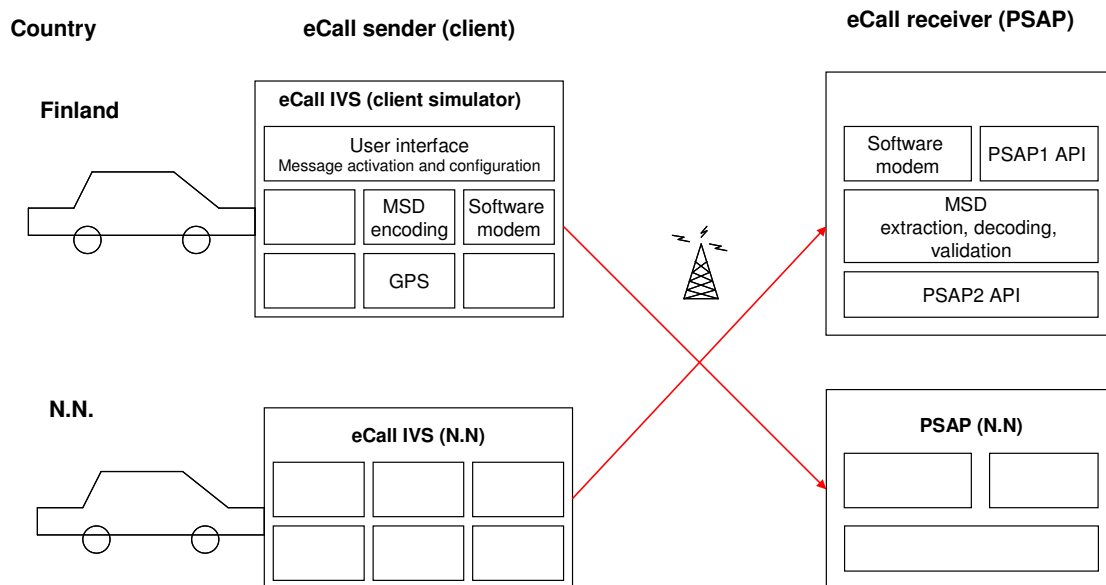 Country
eCall sender (client)
eCall receiver (PSAP)
Finland
eCall IVS (client simulator)
User interface
Message activation and configuration
MSD
encoding
Software
modem
GPS
Software
modem
PSAP1 API
MSD
extraction, decoding,
validation
PSAP2 API
N.N.
eCall IVS (N.N)
PSAP (N.N)